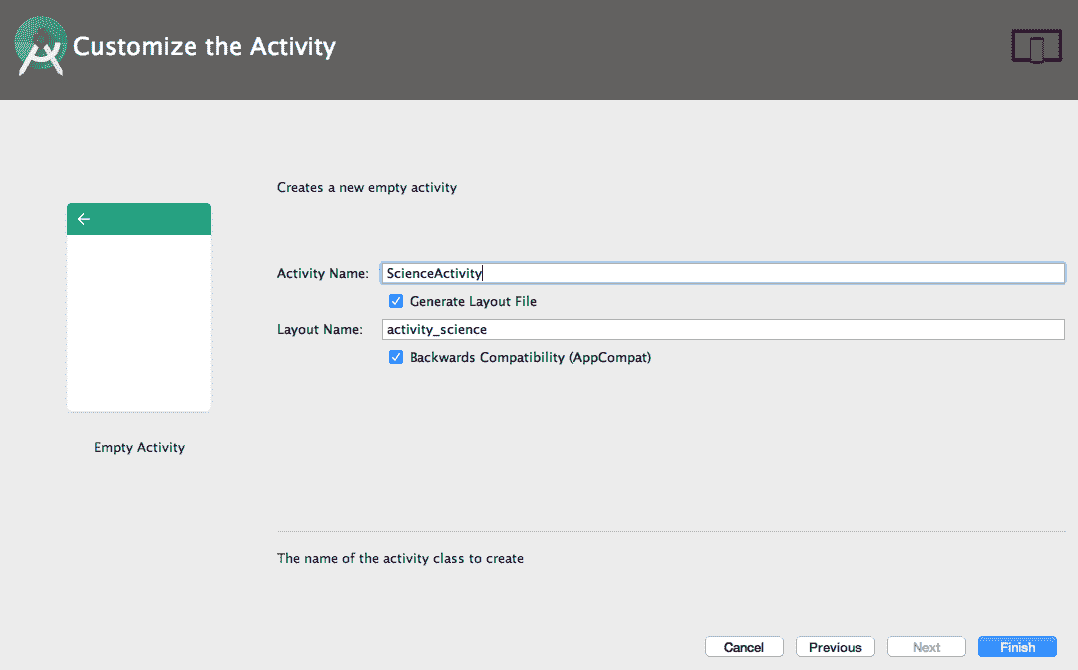 Customize the Activity
Creates a new empty activity
Activity Name: ScienceActivity
Generate Layout File
Layout Name: activity_science
Backwards Compatibility (AppCompat)
Empty Activity
The name of the activity class to create
Cancel Previous Next Finish